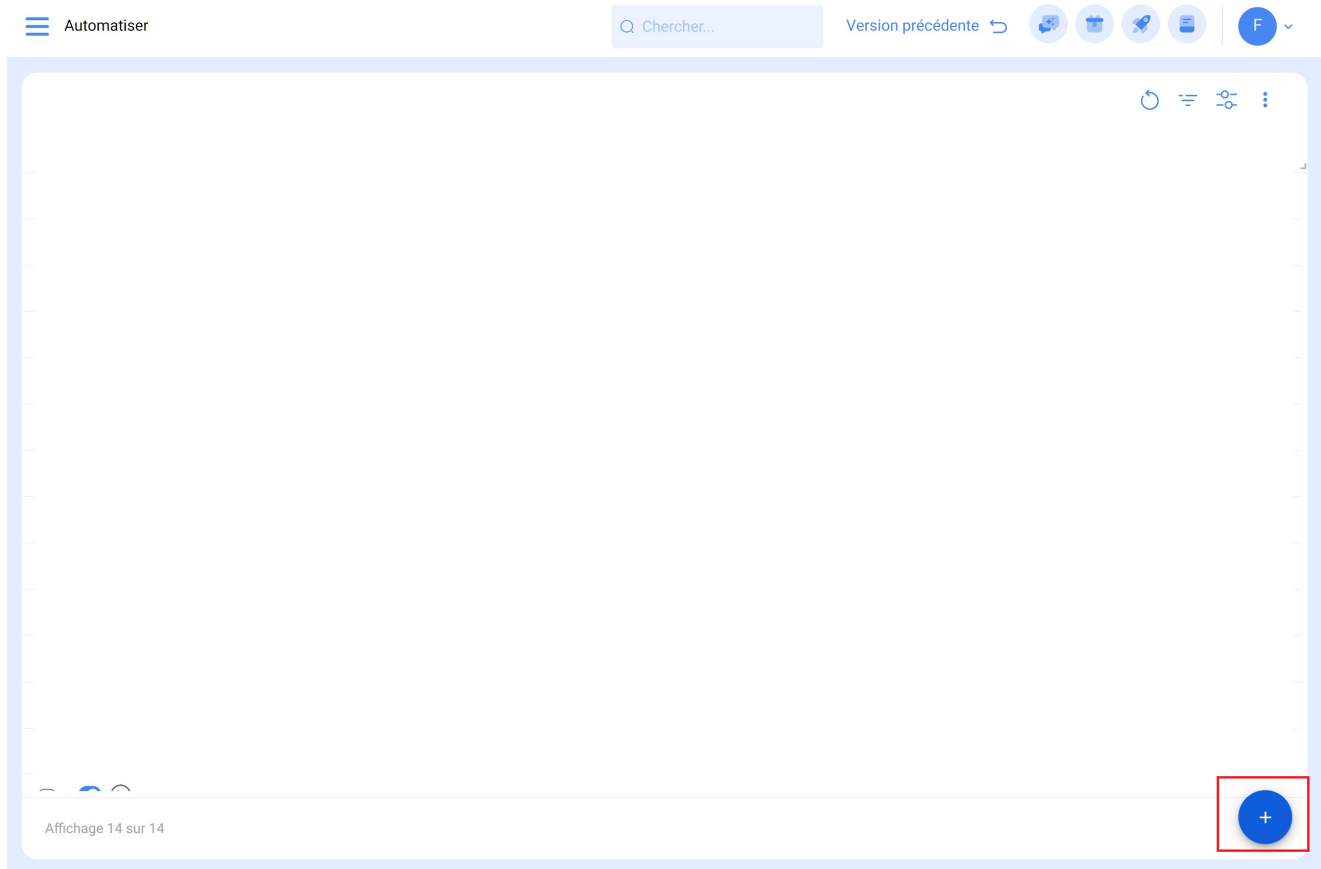 Automatiser
Chercher...
Version précédente
F
Affichage 14 sur 14
+